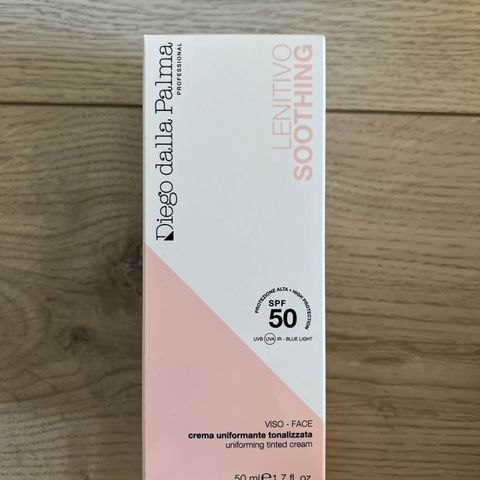 Diego dalla Palma
PROFESSIONAL
LENITIVO
SOOTHING
PROTEZIONE ALTA • HIGH PROTECTION
SPF
50
UVB UVA IR - BLUE LIGHT
VISO - FACE
crema uniformante tonalizzata
uniforming tinted cream
50 ml e 1.7 fl. oz.